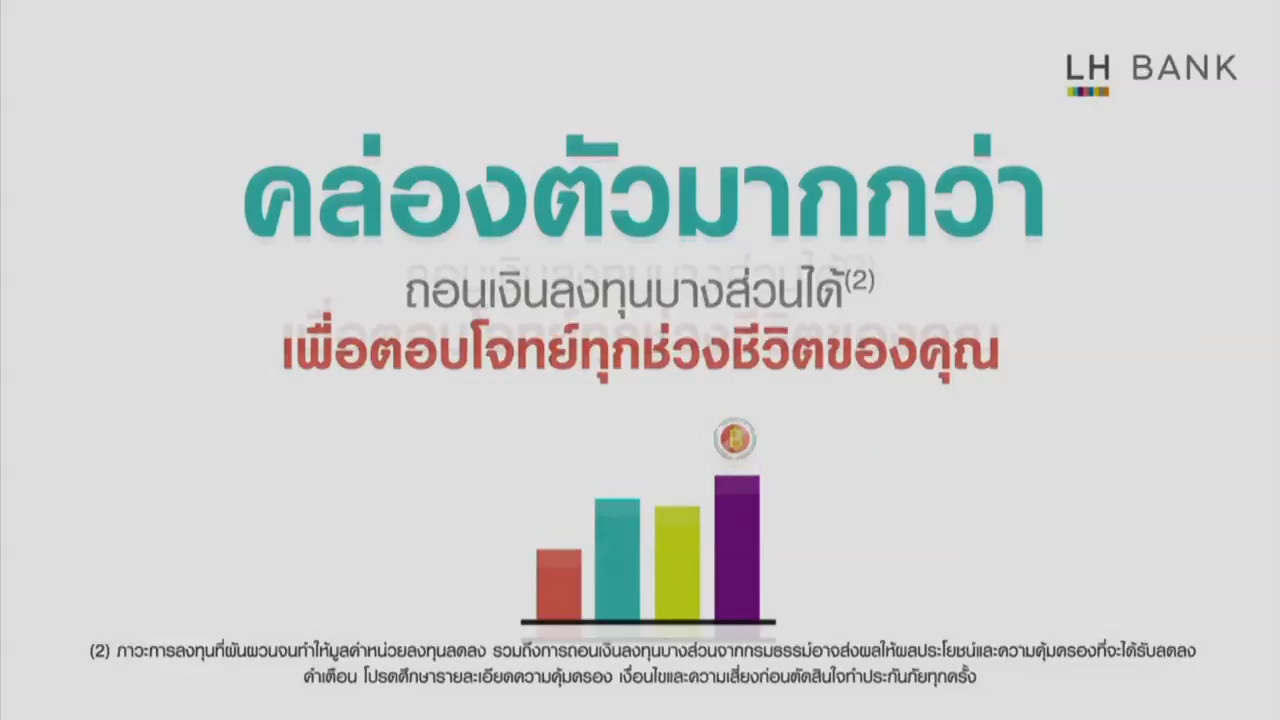 LH BANK
คล่องตัวมากกว่า
ถอนเงินลงทุนบางส่วนได้(2)
เพื่อตอบโจทย์ทุกช่วงชีวิตของคุณ
(2) ภาวะการลงทุนที่ผันผวนจนทำให้มูลค่าหน่วยลงทุนลดลง รวมถึงการถอนเงินลงทุนบางส่วนจากกรมธรรม์อาจส่งผลให้ผลประโยชน์และความคุ้มครองที่จะได้รับลดลง
คำเตือน โปรดศึกษารายละเอียดความคุ้มครอง เงื่อนไขและความเสี่ยงก่อนตัดสินใจทำประกันภัยทุกครั้ง